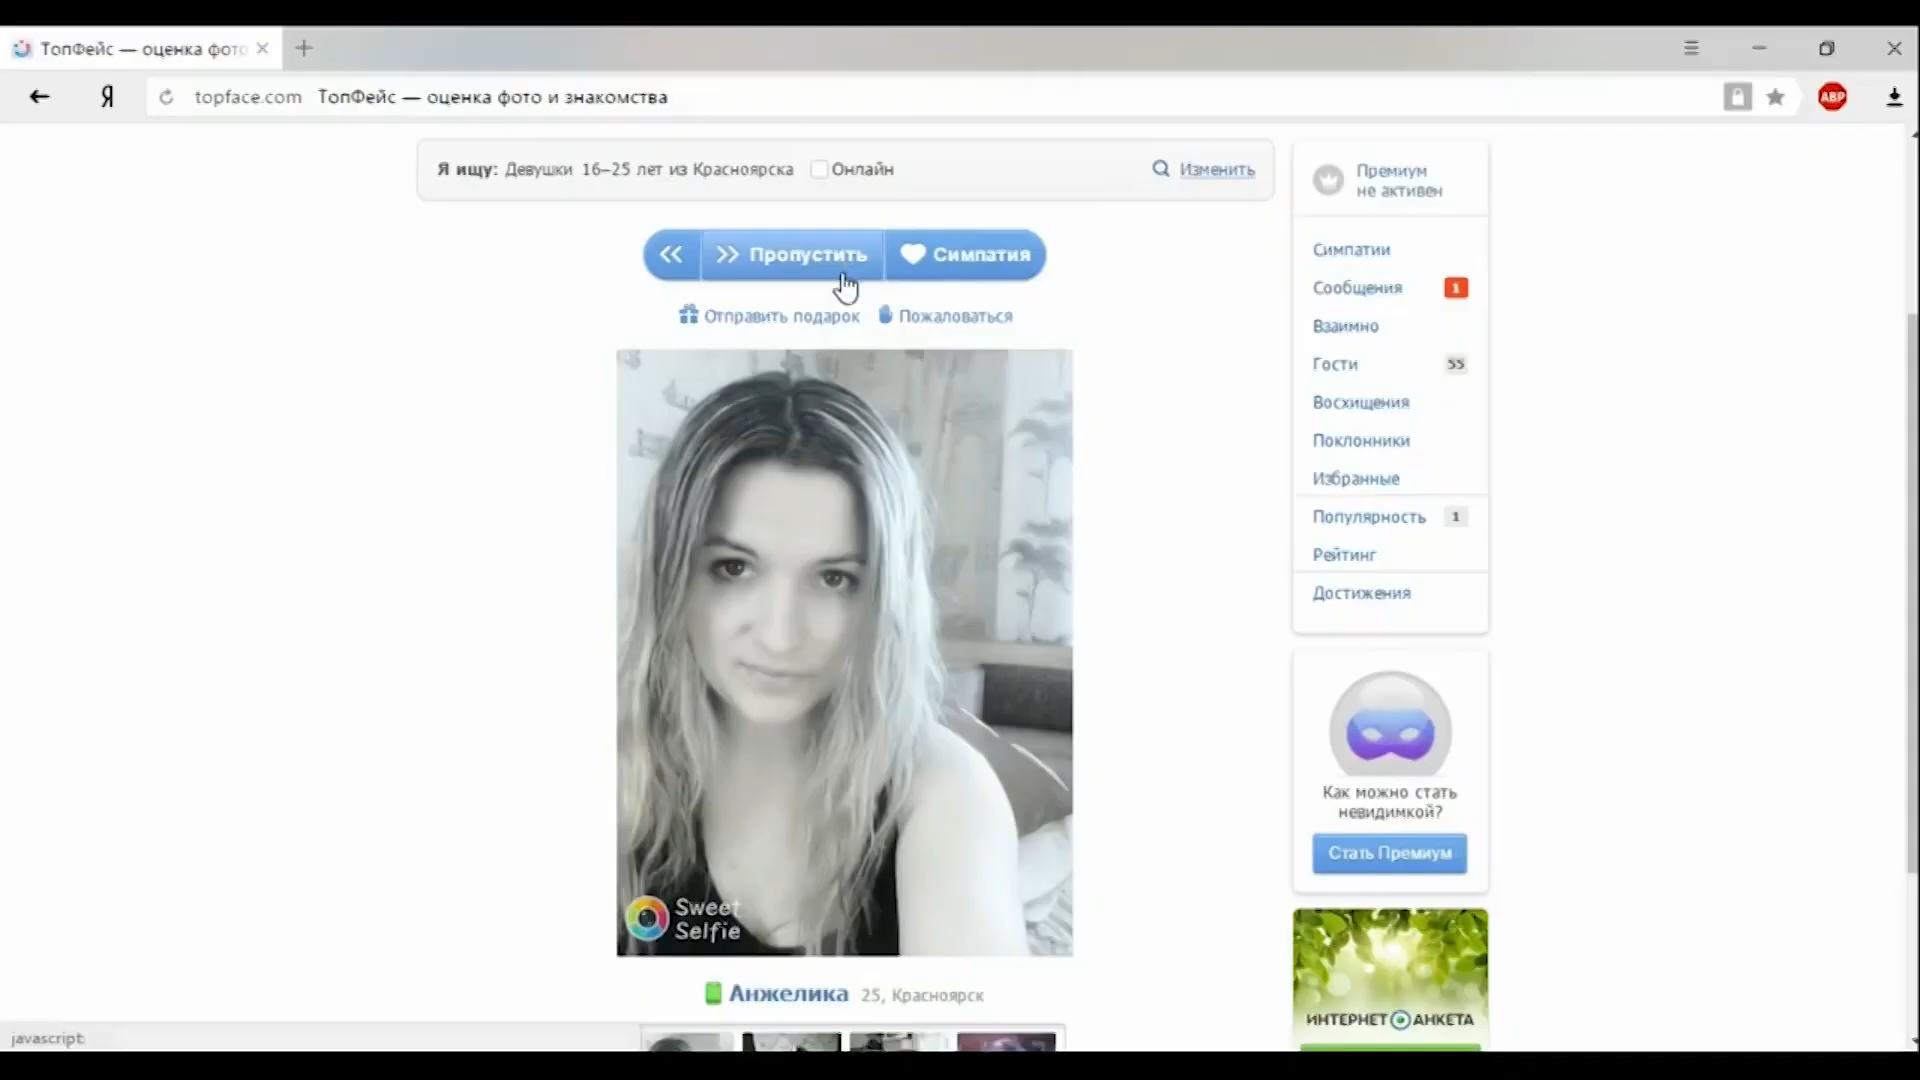 ТопФейс — оценка фото
topface.com ТопФейс — оценка фото и знакомства
ABP
Я ищу: Девушки 16–25 лет из Красноярска Онлайн Изменить
Пропустить Симпатия
Отправить подарок Пожаловаться
Sweet
Selfie
Анжелика 25, Красноярск
Премиум
не активен
Симпатии
Сообщения 1
Взаимно
Гости 55
Восхищения
Поклонники
Избранные
Популярность 1
Рейтинг
Достижения
Как можно стать
невидимкой?
Стать Премиум
ИНТЕРНЕТ АНКЕТА
javascript: